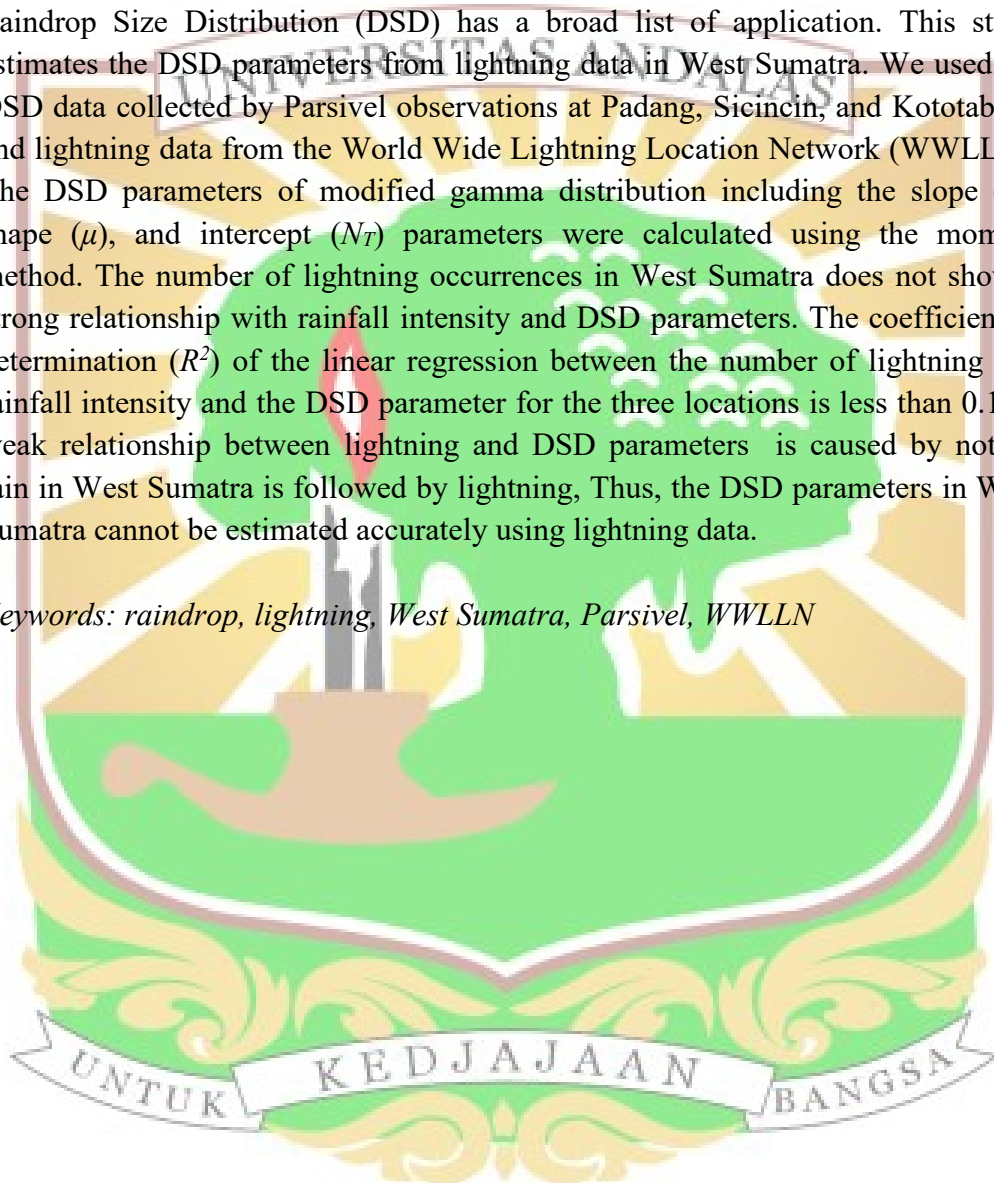 aindrop Size Distribution (DSD) has a broad list of application. This st
stimates the DSD parameters from lightning data in West Sumatra. We used
UNIVERSITAS ANDALAS
SD data collected by Parsivel observations at Padang, Sicincin, and Kototab
nd lightning data from the World Wide Lightning Location Network (WWLL
he DSD parameters of modified gamma distribution including the slope
hape (μ), and intercept (N_T) parameters were calculated using the mom
ethod. The number of lightning occurrences in West Sumatra does not show
trong relationship with rainfall intensity and DSD parameters. The coefficien
etermination (R²) of the linear regression between the number of lightning
ainfall intensity and the DSD parameter for the three locations is less than 0.1
weak relationship between lightning and DSD parameters is caused by not
ain in West Sumatra is followed by lightning, Thus, the DSD parameters in W
umatra cannot be estimated accurately using lightning data.
eywords: raindrop, lightning, West Sumatra, Parsivel, WWLLN
UNTUK KEDJAJAAN BANGSA